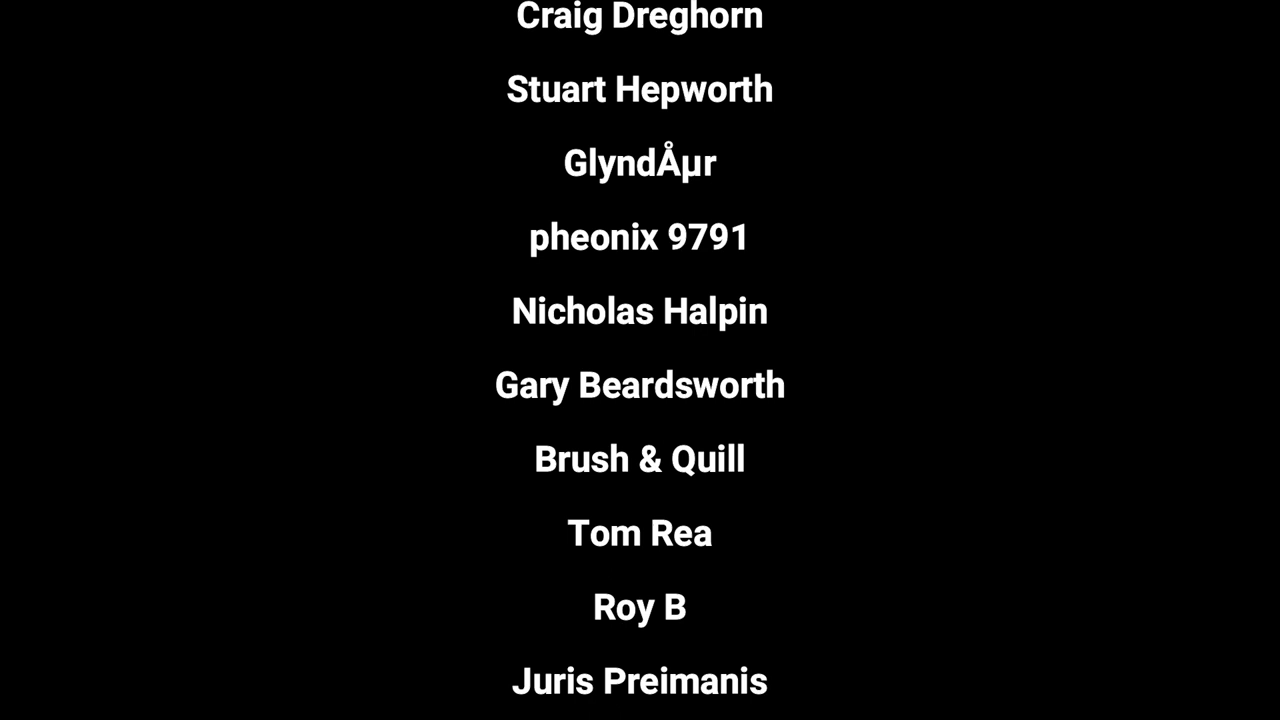 Craig Dreghorn
Stuart Hepworth
GlyndÅµr
pheonix 9791
Nicholas Halpin
Gary Beardsworth
Brush & Quill
Tom Rea
Roy B
Juris Preimanis